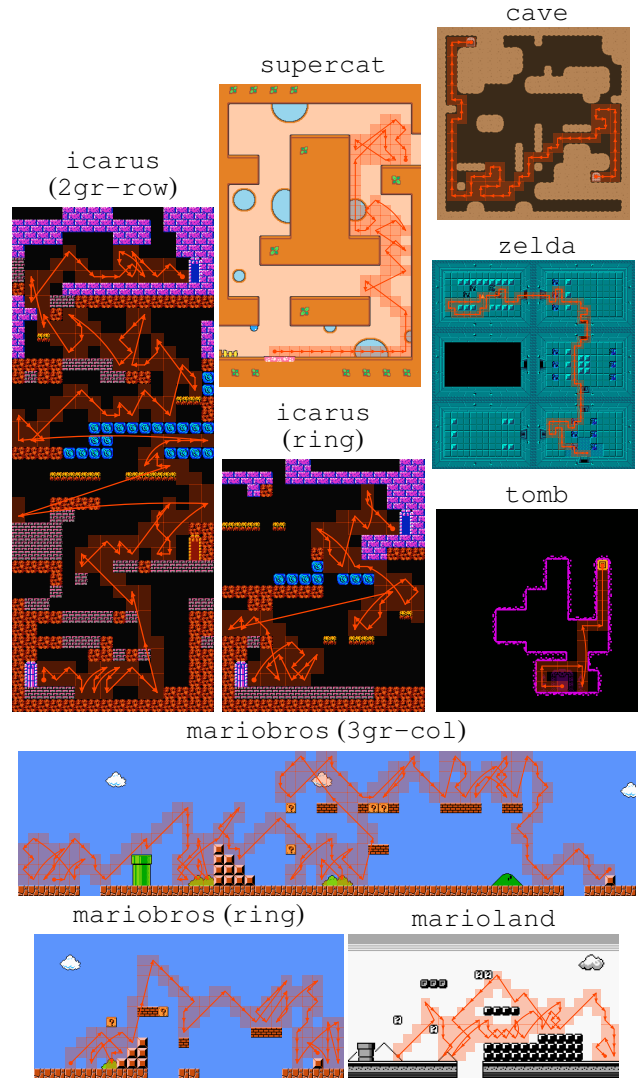 cave
supercat
icarus
(2gr-row)
zelda
icarus
(ring)
tomb
mariobros (3gr-col)
? ? ?
?
mariobros (ring)
marioland
?